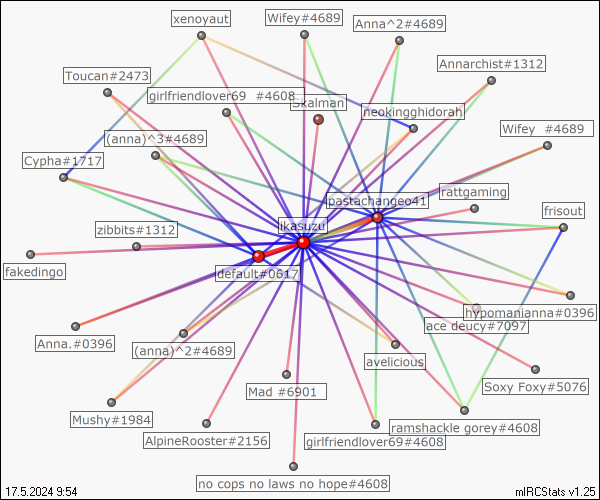 xenoyaut
Wifey#4689
Anna^2#4689
Annarchist#1312
Toucan#2473
girlfriendlover69 #4608
Skalman
neokingghidorah
(anna)^3#4689
Wifey #4689
Cypha#1717
pastachangeo41
rattgaming
frisout
zibbits#1312
ikasuzu
fakedingo
default#0617
hypomanianna#0396
ace deucy#7097
Anna.#0396
(anna)^2#4689
avelicious
Soxy Foxy#5076
Mad #6901
Mushy#1984
AlpineRooster#2156
girlfriendlover69#4608
ramshackle gorey#4608
no cops no laws no hope#4608
17.5.2024 9:54
mIRCStats v1.25